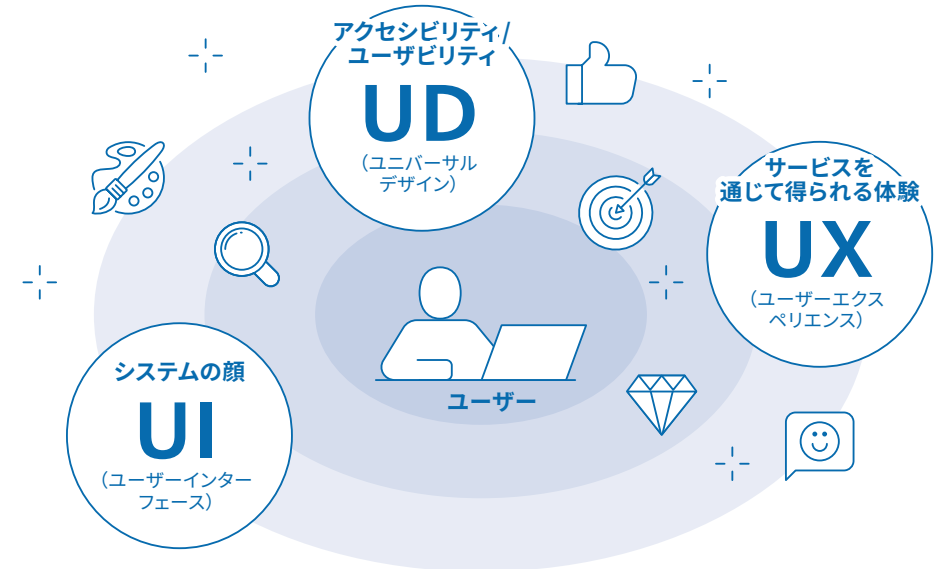 アクセシビリティ/
ユーザビリティ
UD
（ユニバーサル
デザイン）
サービスを
通じて得られる体験
UX
（ユーザーエクス
ペリエンス）
システムの顔
UI
（ユーザーインター
フェース）
ユーザー